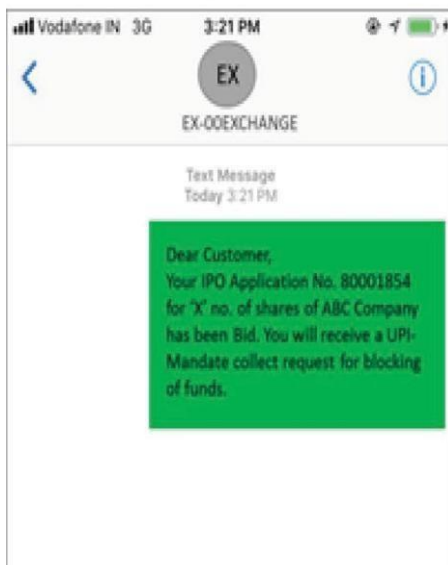 Vodafone IN 3G 3:21 PM
EX
EX-00EXCHANGE
Text Message
Today 3:21 PM
Dear Customer,
Your IPO Application No. 80001854
for 'X' no. of shares of ABC Company
has been Bid. You will receive a UPI-
Mandate collect request for blocking
of funds.